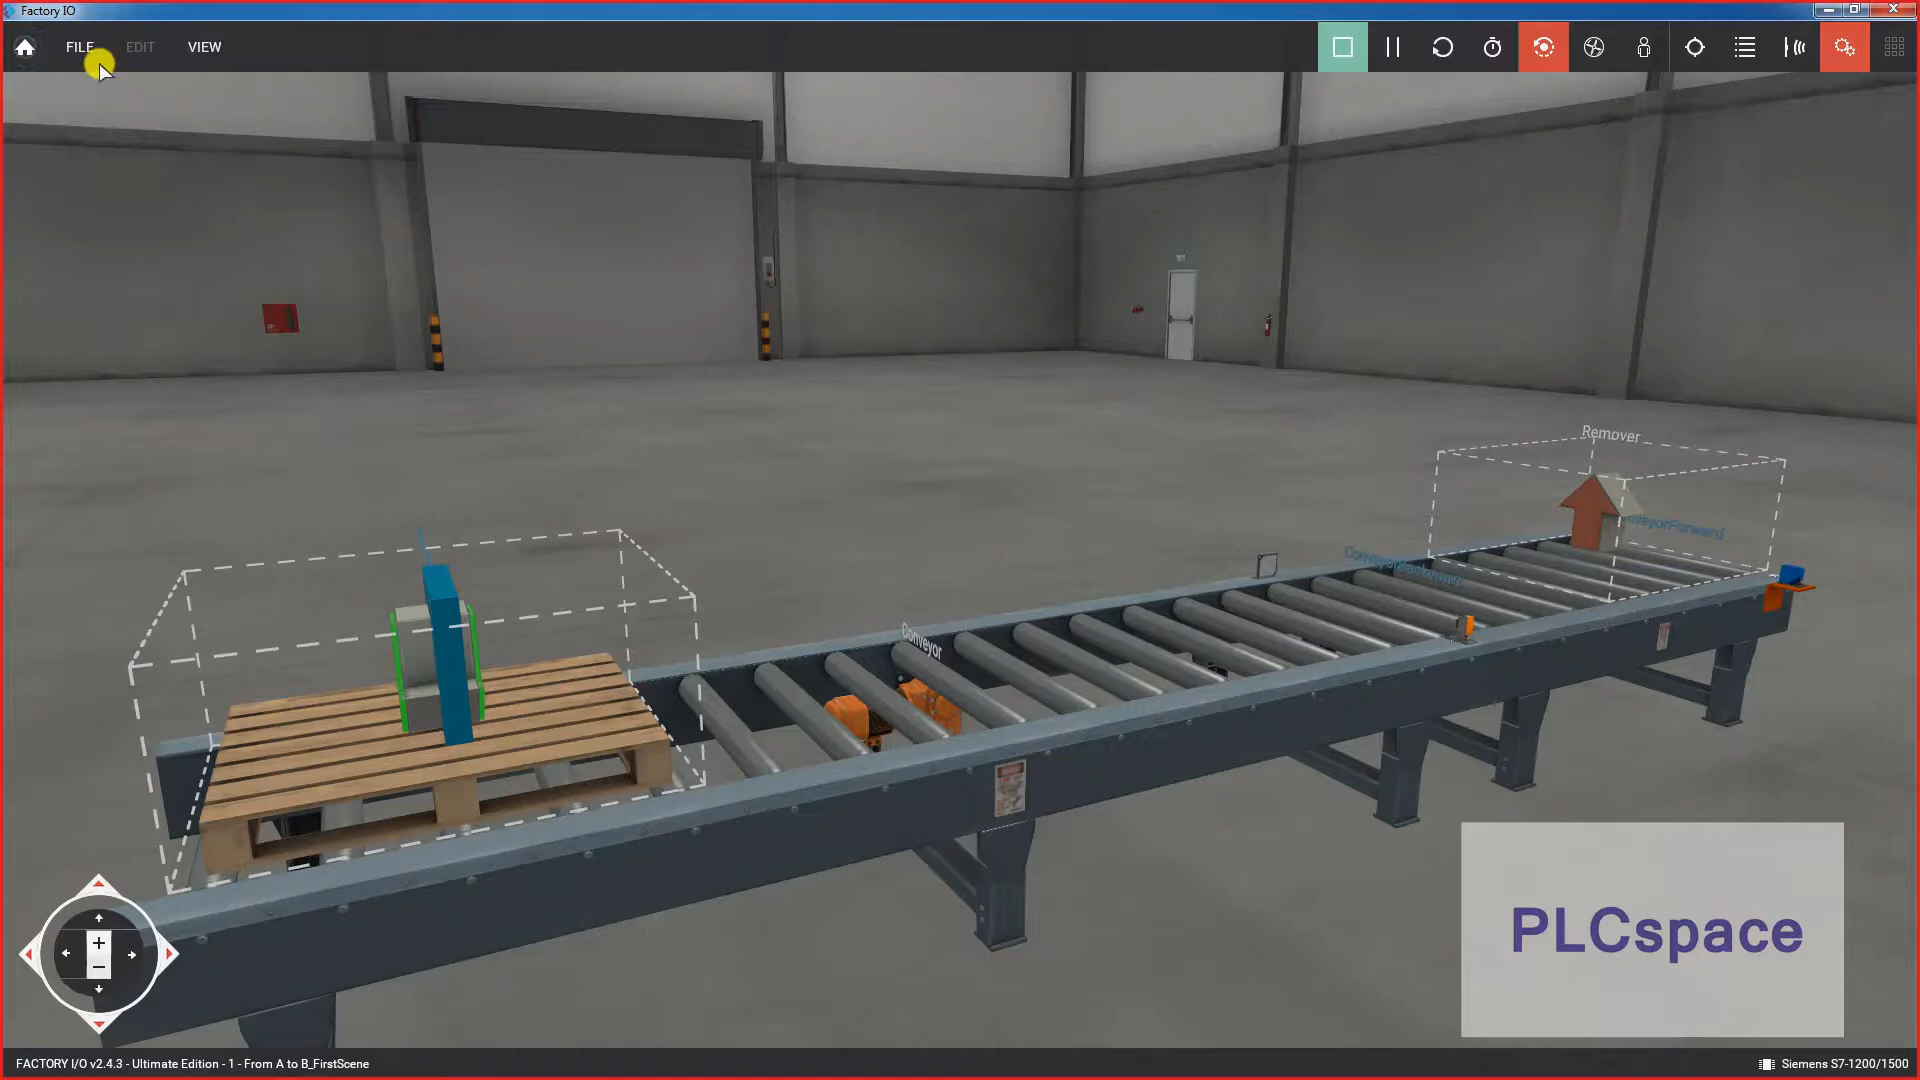 Factory IO
FILE EDIT VIEW
Remover
Conveyor
PLCspace
FACTORY I/O v2.4.3 - Ultimate Edition - 1 - From A to B_FirstScene
Siemens S7-1200/1500